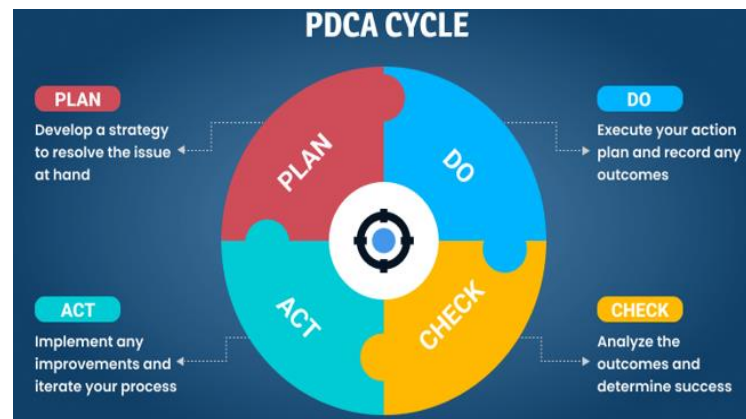 PDCA CYCLE
PLAN
Develop a strategy
to resolve the issue
at hand
DO
Execute your action
plan and record any
outcomes
PLAN
DO
ACT
CHECK
ACT
Implement any
improvements and
iterate your process
CHECK
Analyze the
outcomes and
determine success